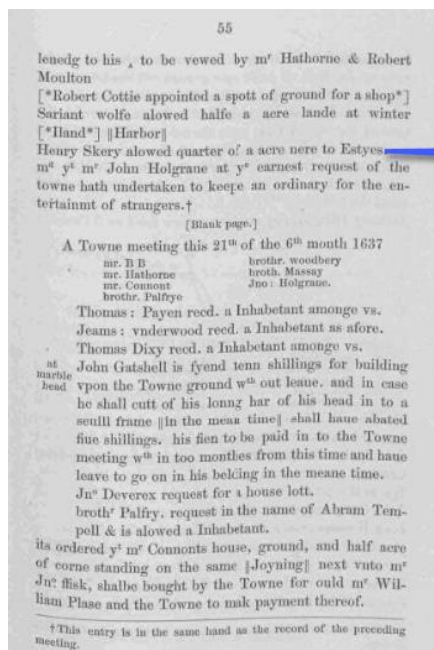 55
lenedg to his ‸ to be vewed by mʳ Hathorne & Robert
Moulton
[*Robert Cottie appointed a spott of ground for a shop*]
Sariant wolfe alowed halfe a acre lande at winter
[*Iland*] ||Harbor||
Henry Skery alowed quarter of a acre nere to Estyes.
mᵈ yᵗ mʳ John Holgrane at yᵉ earnest request of the
towne hath undertaken to keepe an ordinary for the en-
tertainmt of strangers.†
[Blank page.]
A Towne meeting this 21ᵗʰ of the 6ᵗʰ month 1637
mr. B B brothr. woodbery
mr. Hathorne broth. Massay
mr. Connont Jno : Holgrane.
brothr. Palfrye
Thomas : Payen recd. a Inhabetant amonge vs.
Jeams : vnderwood recd. a Inhabetant as afore.
Thomas Dixy recd. a Inhabetant amonge vs.
at marble head John Gatshell is fyend tenn shillings for building
vpon the Towne ground wᵗʰ out leaue. and in case
he shall cutt of his lonng har of his head in to a
seuill frame ||in the mean time|| shall haue abated
fiue shillings. his fien to be paid in to the Towne
meeting wᵗʰ in too monthes from this time and haue
leave to go on in his belding in the meane time.
Jnᵒ Deverex request for a house lott.
brothʳ Palfry. request in the name of Abram Tem-
pell & is alowed a Inhabetant.
its ordered yᵗ mʳ Connonts house, ground, and half acre
of corne standing on the same ||Joyning|| next vnto mʳ
Jnᵒ ffisk, shalbe bought by the Towne for ould mʳ Wil-
liam Plase and the Towne to mak payment thereof.
†This entry is in the same hand as the record of the preceding
meeting.